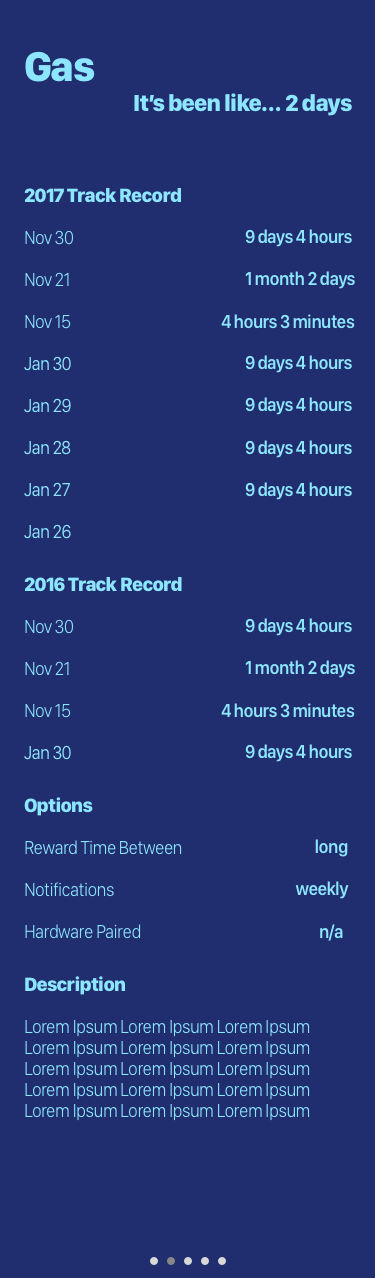 Gas
It's been like... 2 days
2017 Track Record
Nov 30 9 days 4 hours
Nov 21 1 month 2 days
Nov 15 4 hours 3 minutes
Jan 30 9 days 4 hours
Jan 29 9 days 4 hours
Jan 28 9 days 4 hours
Jan 27 9 days 4 hours
Jan 26
2016 Track Record
Nov 30 9 days 4 hours
Nov 21 1 month 2 days
Nov 15 4 hours 3 minutes
Jan 30 9 days 4 hours
Options
Reward Time Between long
Notifications weekly
Hardware Paired n/a
Description
Lorem Ipsum Lorem Ipsum Lorem Ipsum
Lorem Ipsum Lorem Ipsum Lorem Ipsum
Lorem Ipsum Lorem Ipsum Lorem Ipsum
Lorem Ipsum Lorem Ipsum Lorem Ipsum
Lorem Ipsum Lorem Ipsum Lorem Ipsum